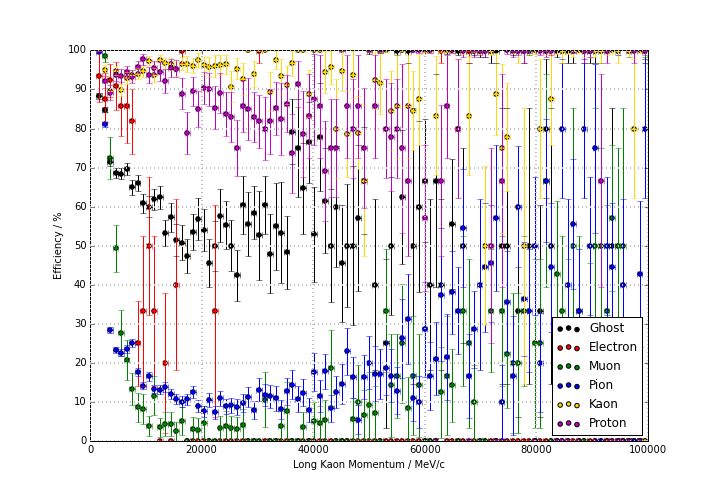 100
90
80
70
60
50
40
30
20
10
0
Efficiency / %
0 20000 40000 60000 80000 100000
Long Kaon Momentum / MeV/c
Ghost
Electron
Muon
Pion
Kaon
Proton